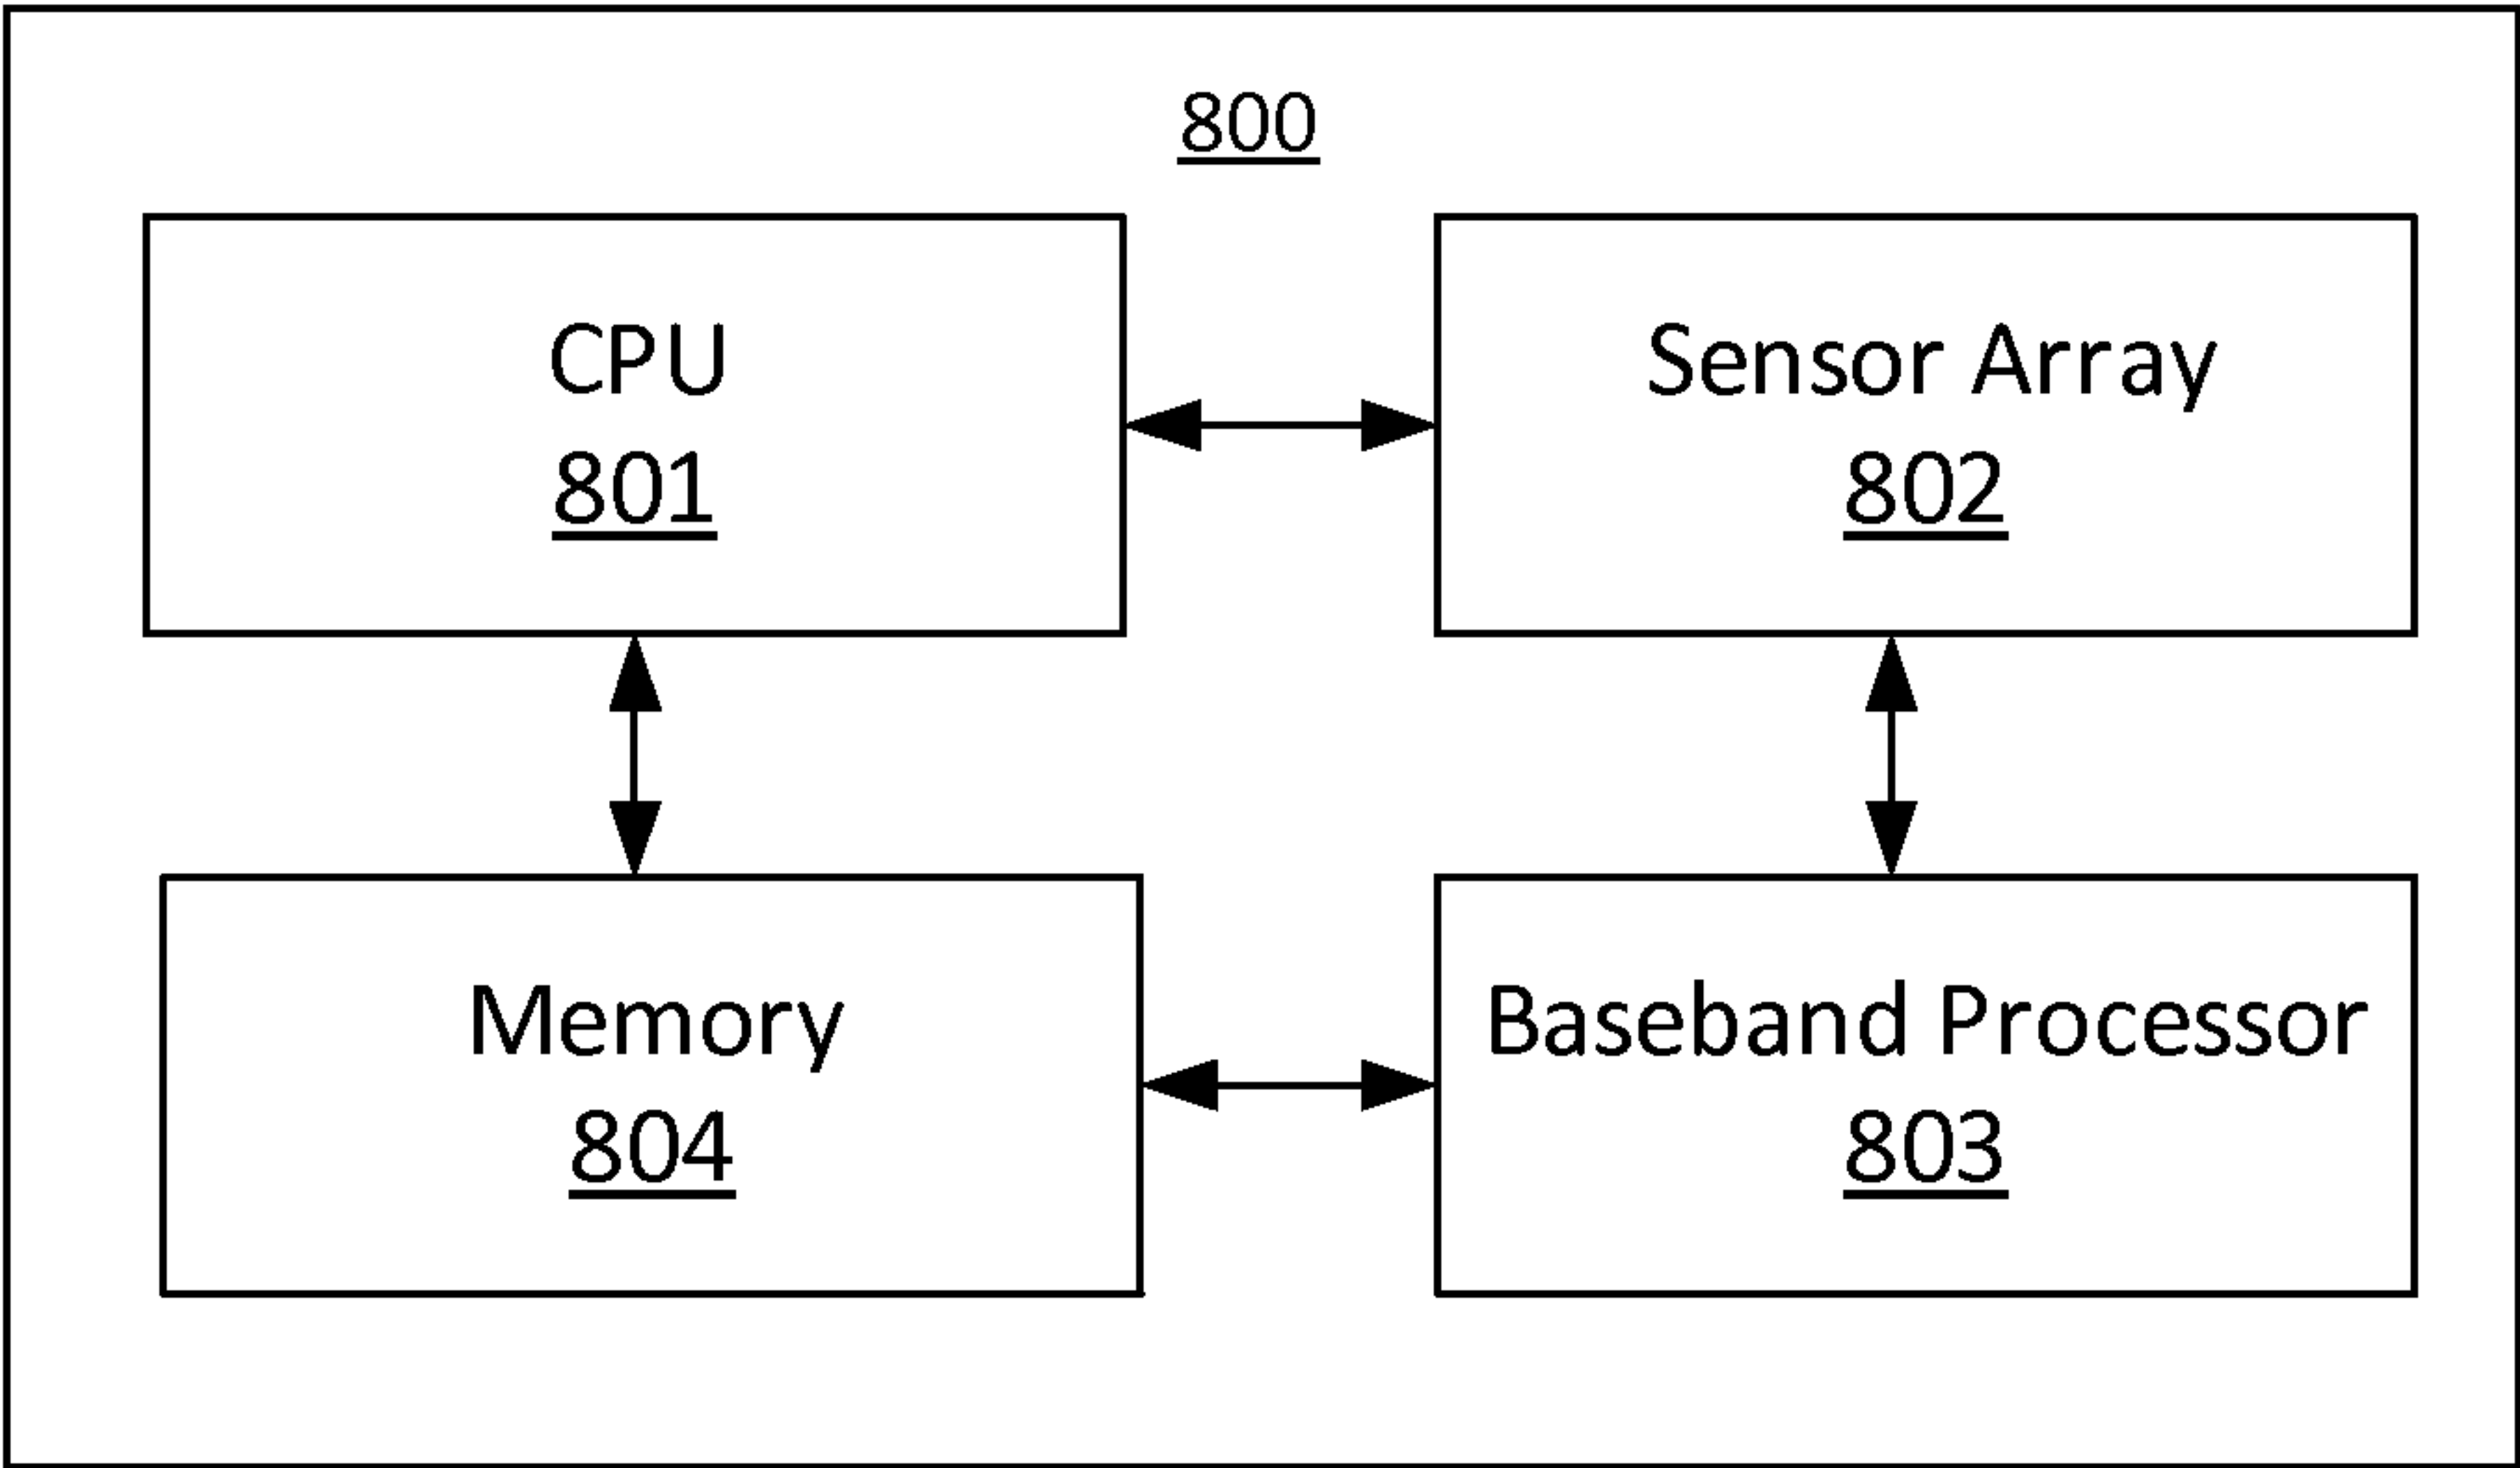 800
CPU
801
Sensor Array
802
Memory
804
Baseband Processor
803